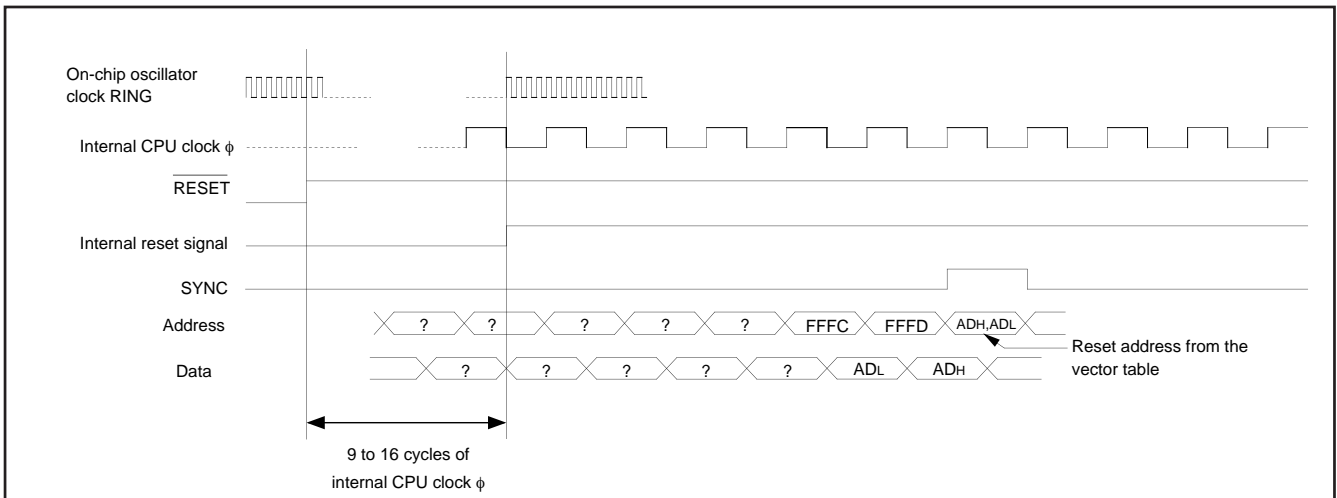 On-chip oscillator
clock RING
Internal CPU clock ϕ
RESET
Internal reset signal
SYNC
Address
? ? ? ? ? FFFC FFFD ADH,ADL
Data
? ? ? ? ? ADL ADH
Reset address from the
vector table
9 to 16 cycles of
internal CPU clock ϕ